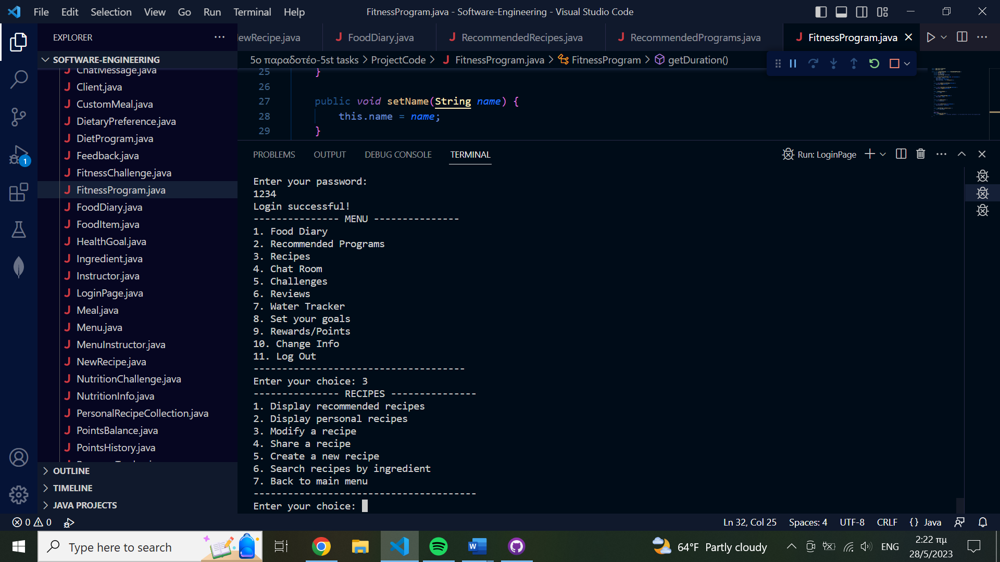 File Edit Selection View Go Run Terminal Help
FitnessProgram.java - Software-Engineering - Visual Studio Code
EXPLORER
ewRecipe.java
FoodDiary.java
RecommendedRecipes.java
RecommendedPrograms.java
FitnessProgram.java
SOFTWARE-ENGINEERING
5ο παραδοτέο-5st tasks > ProjectCode > FitnessProgram.java > FitnessProgram > getDuration()
ChatMessage.java
Client.java
CustomMeal.java
DietaryPreference.java
DietProgram.java
Feedback.java
FitnessChallenge.java
FitnessProgram.java
FoodDiary.java
FoodItem.java
HealthGoal.java
Ingredient.java
Instructor.java
LoginPage.java
Meal.java
Menu.java
MenuInstructor.java
NewRecipe.java
NutritionChallenge.java
NutritionInfo.java
PersonalRecipeCollection.java
PointsBalance.java
PointsHistory.java
OUTLINE
TIMELINE
JAVA PROJECTS
1
25 }
26
27 public void setName(String name) {
28 this.name = name;
29 }
PROBLEMS OUTPUT DEBUG CONSOLE TERMINAL
Run: LoginPage
Enter your password:
1234
Login successful!
--------------- MENU ---------------
1. Food Diary
2. Recommended Programs
3. Recipes
4. Chat Room
5. Challenges
6. Reviews
7. Water Tracker
8. Set your goals
9. Rewards/Points
10. Change Info
11. Log Out
-------------------------------------
Enter your choice: 3
--------------- RECIPES ---------------
1. Display recommended recipes
2. Display personal recipes
3. Modify a recipe
4. Share a recipe
5. Create a new recipe
6. Search recipes by ingredient
7. Back to main menu
---------------------------------------
Enter your choice:
0 0
Ln 32, Col 25 Spaces: 4 UTF-8 CRLF {} Java
Type here to search
64°F Partly cloudy
ENG
2:22 πμ
28/5/2023